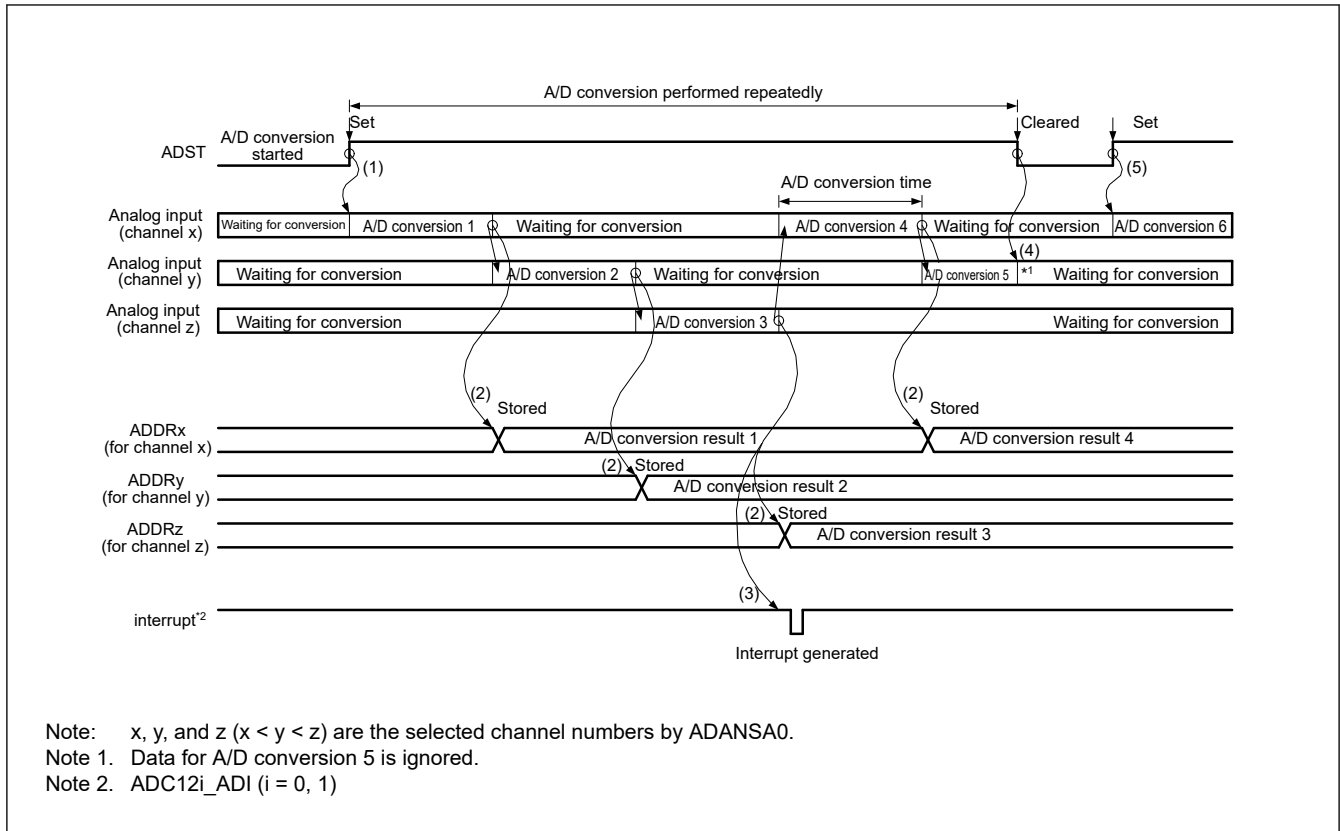 A/D conversion performed repeatedly
Set
Cleared
Set
A/D conversion
started
ADST
(1)
(5)
A/D conversion time
Analog input
(channel x)
Waiting for conversion
A/D conversion 1
Waiting for conversion
A/D conversion 4
Waiting for conversion
A/D conversion 6
(4)
Analog input
(channel y)
Waiting for conversion
A/D conversion 2
Waiting for conversion
A/D conversion 5
*1
Waiting for conversion
Analog input
(channel z)
Waiting for conversion
A/D conversion 3
Waiting for conversion
(2)
Stored
(2)
Stored
ADDRx
(for channel x)
A/D conversion result 1
A/D conversion result 4
(2)
Stored
ADDRy
(for channel y)
A/D conversion result 2
(2)
Stored
ADDRz
(for channel z)
A/D conversion result 3
(3)
interrupt*2
Interrupt generated
Note: x, y, and z (x < y < z) are the selected channel numbers by ADANSA0.
Note 1. Data for A/D conversion 5 is ignored.
Note 2. ADC12i_ADI (i = 0, 1)